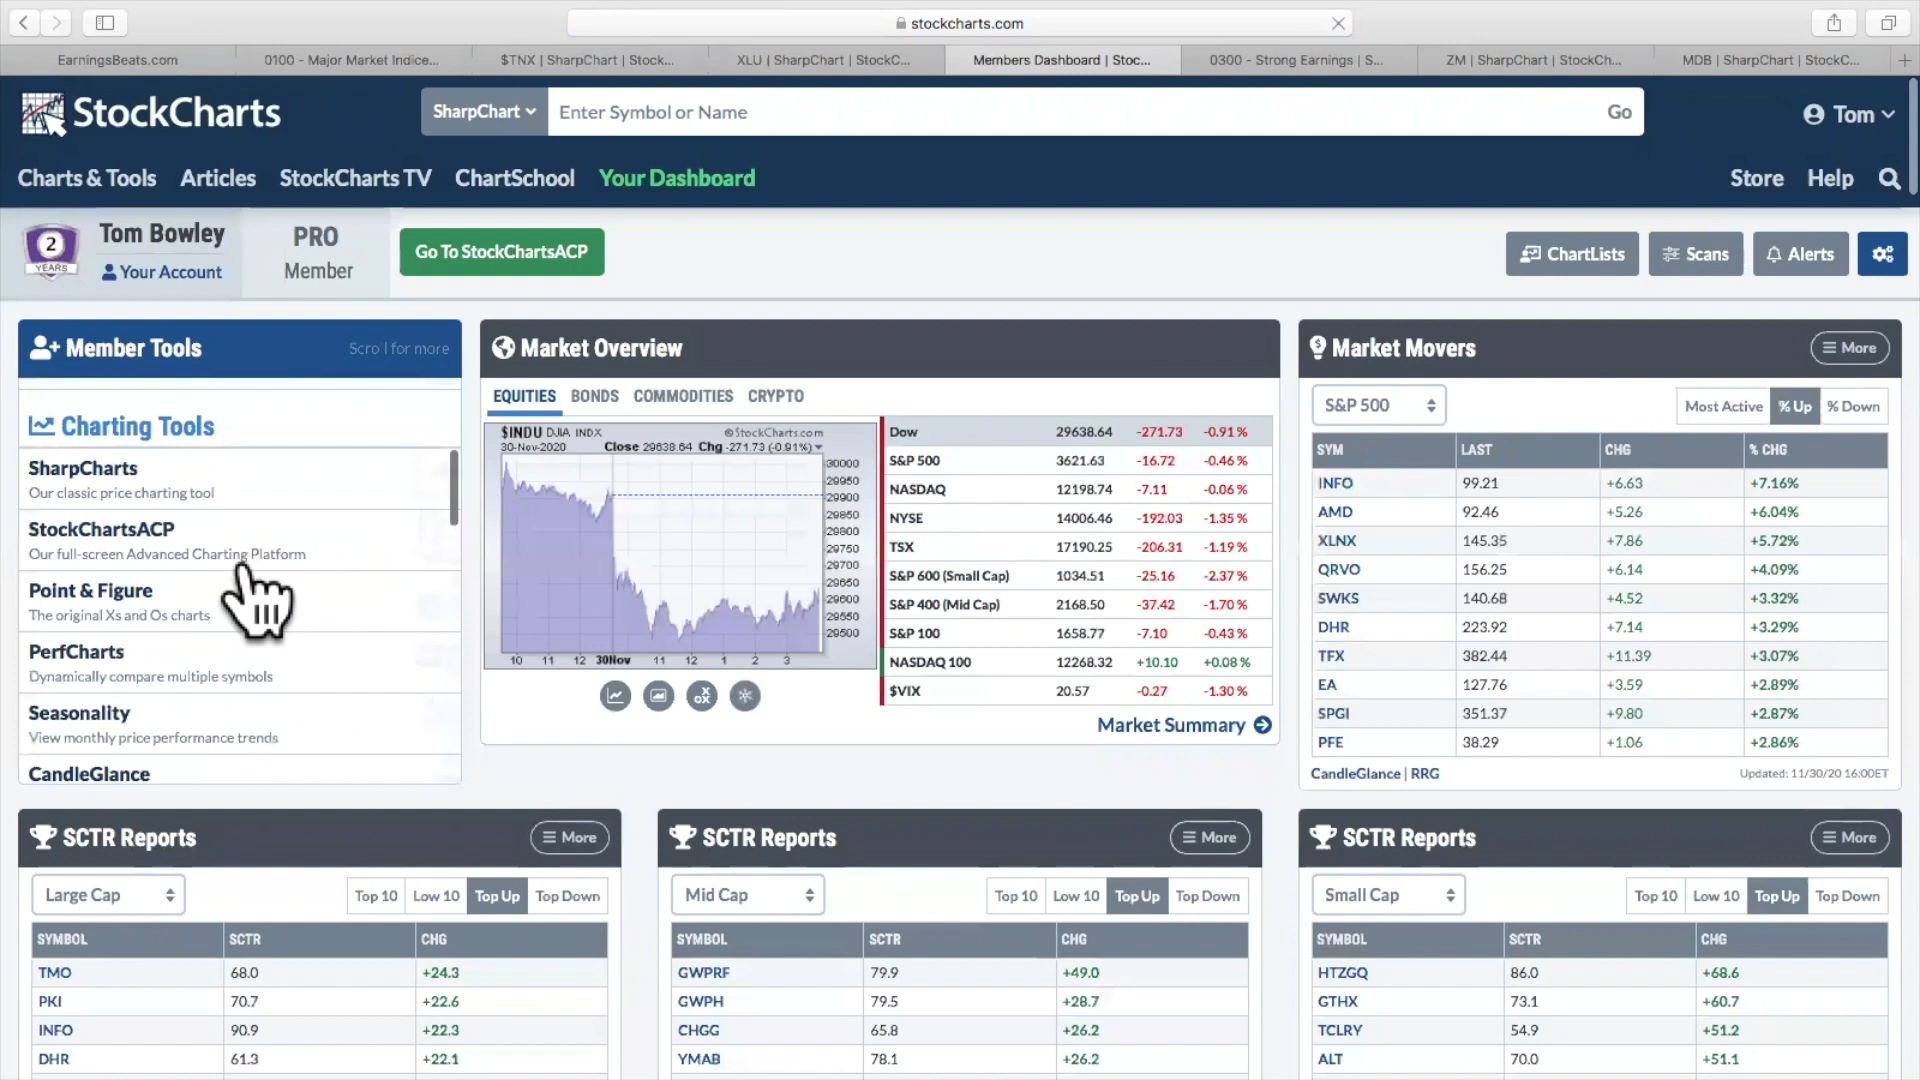 stockcharts.com
EarningsBeats.com
0100 - Major Market Indice...
$TNX | SharpChart | Stock...
XLU | SharpChart | StockC...
Members Dashboard | Stoc...
0300 - Strong Earnings | S...
ZM | SharpChart | StockCh...
MDB | SharpChart | StockC...
StockCharts
SharpChart
Enter Symbol or Name
Go
Tom
Charts & Tools
Articles
StockCharts TV
ChartSchool
Your Dashboard
Store
Help
2
YEARS
Tom Bowley
Your Account
PRO
Member
Go To StockChartsACP
ChartLists
Scans
Alerts
Member Tools
Scroll for more
Charting Tools
SharpCharts
Our classic price charting tool
StockChartsACP
Our full-screen Advanced Charting Platform
Point & Figure
The original Xs and Os charts
PerfCharts
Dynamically compare multiple symbols
Seasonality
View monthly price performance trends
CandleGlance
Market Overview
EQUITIES BONDS COMMODITIES CRYPTO
$INDU DJIA INDX ©StockCharts.com
30-Nov-2020 Close 29638.64 Chg -271.73 (-0.91%)
30000
29950
29900
29850
29800
29750
29700
29650
29600
29550
29500
10 11 12 30Nov 11 12 1 2 3
Dow 29638.64 -271.73 -0.91 %
S&P 500 3621.63 -16.72 -0.46 %
NASDAQ 12198.74 -7.11 -0.06 %
NYSE 14006.46 -192.03 -1.35 %
TSX 17190.25 -206.31 -1.19 %
S&P 600 (Small Cap) 1034.51 -25.16 -2.37 %
S&P 400 (Mid Cap) 2168.50 -37.42 -1.70 %
S&P 100 1658.77 -7.10 -0.43 %
NASDAQ 100 12268.32 +10.10 +0.08 %
$VIX 20.57 -0.27 -1.30 %
Market Summary
Market Movers
More
S&P 500
Most Active % Up % Down
SYM LAST CHG % CHG
INFO 99.21 +6.63 +7.16%
AMD 92.46 +5.26 +6.04%
XLNX 145.35 +7.86 +5.72%
QRVO 156.25 +6.14 +4.09%
SWKS 140.68 +4.52 +3.32%
DHR 223.92 +7.14 +3.29%
TFX 382.44 +11.39 +3.07%
EA 127.76 +3.59 +2.89%
SPGI 351.37 +9.80 +2.87%
PFE 38.29 +1.06 +2.86%
CandleGlance | RRG
Updated: 11/30/20 16:00ET
SCTR Reports
More
Large Cap
Top 10 Low 10 Top Up Top Down
SYMBOL SCTR CHG
TMO 68.0 +24.3
PKI 70.7 +22.6
INFO 90.9 +22.3
DHR 61.3 +22.1
SCTR Reports
More
Mid Cap
Top 10 Low 10 Top Up Top Down
SYMBOL SCTR CHG
GWPRF 79.9 +49.0
GWPH 79.5 +28.7
CHGG 65.8 +26.2
YMAB 78.1 +26.2
SCTR Reports
More
Small Cap
Top 10 Low 10 Top Up Top Down
SYMBOL SCTR CHG
HTZGQ 86.0 +68.6
GTHX 73.1 +60.7
TCLRY 54.9 +51.2
ALT 70.0 +51.1